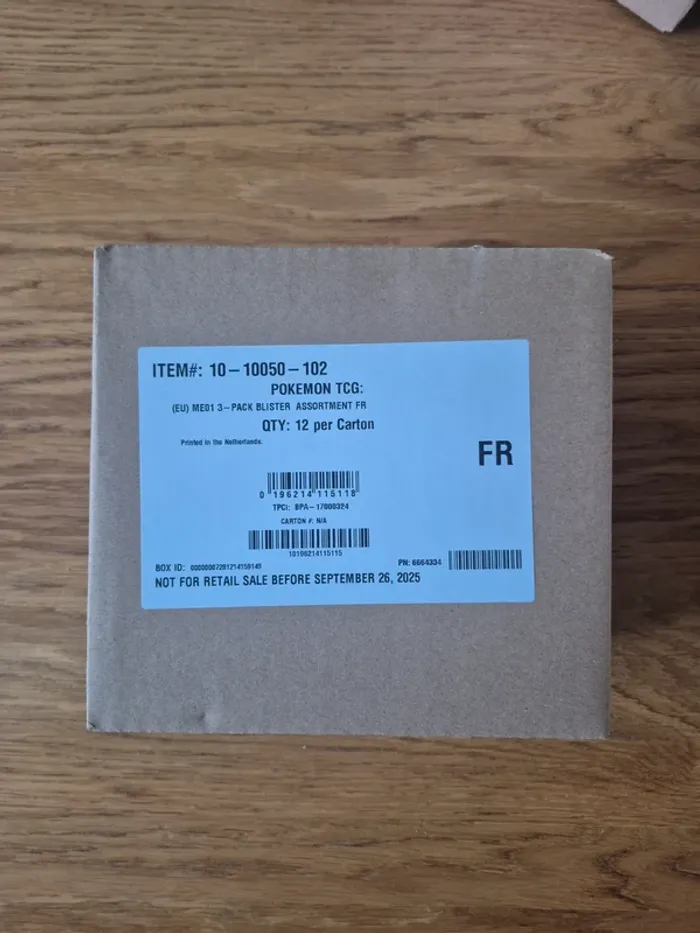 ITEM#: 10-10050-102
POKEMON TCG:
(EU) ME01 3-PACK BLISTER ASSORTMENT FR
QTY: 12 per Carton
Printed in the Netherlands.
FR
0 196214 115118
TPCI: BPA-17000324
CARTON #: N/A
10196214115115
BOX ID: 00000007201214159149
PN: 6664334
NOT FOR RETAIL SALE BEFORE SEPTEMBER 26, 2025